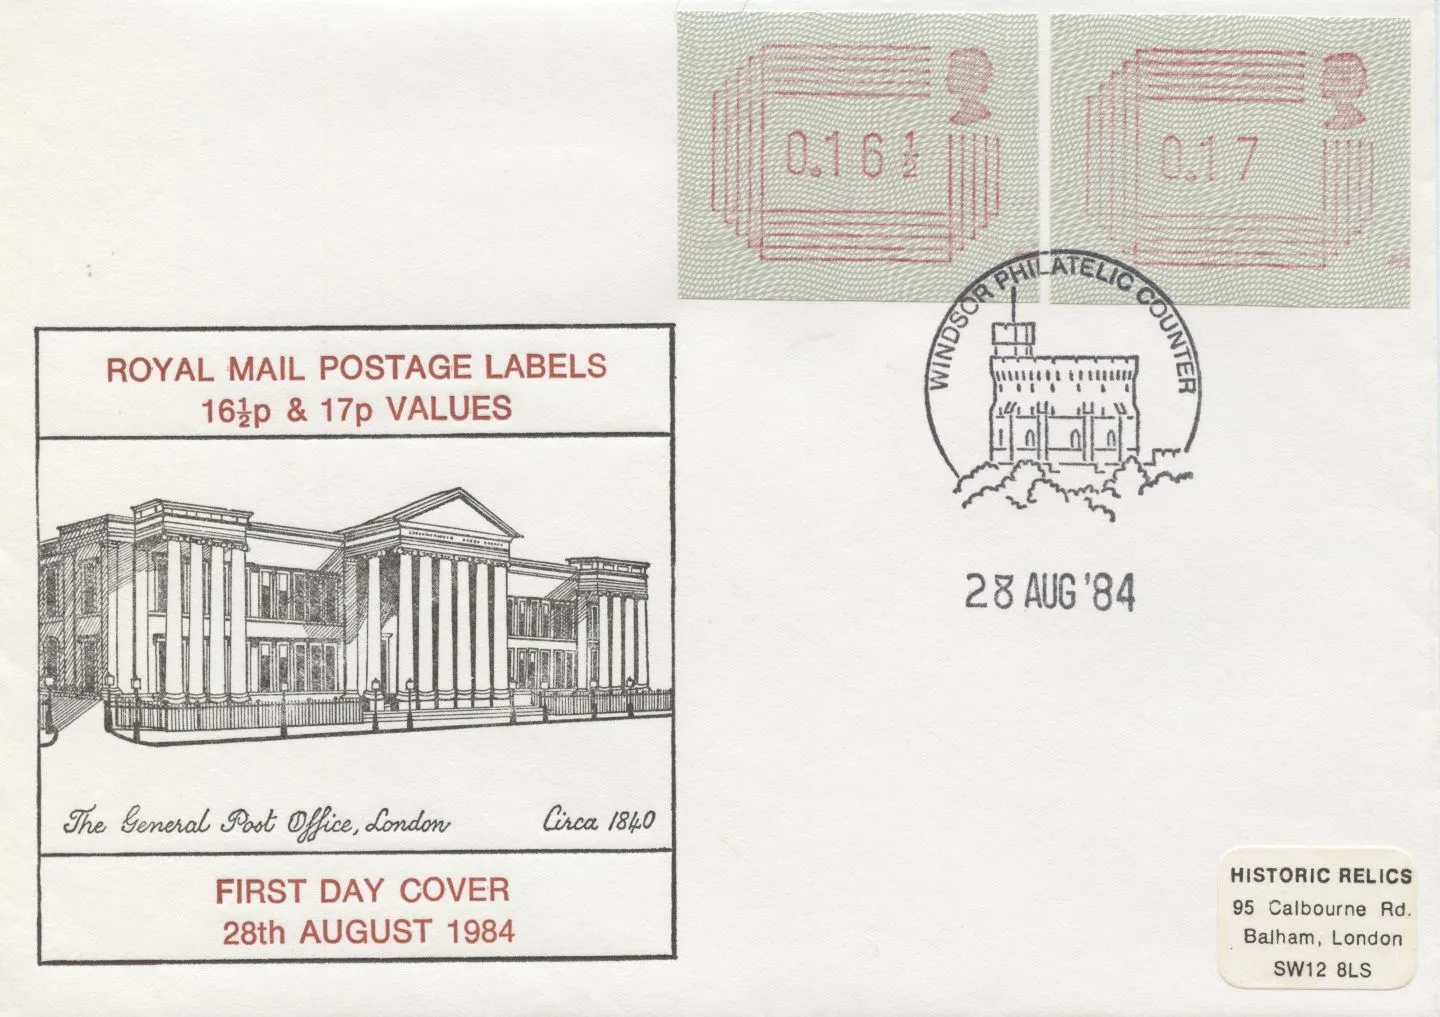 0.16½
0.17
WINDSOR PHILATELIC COUNTER
28 AUG '84
ROYAL MAIL POSTAGE LABELS
16½p & 17p VALUES
The General Post Office, London
Circa 1840
FIRST DAY COVER
28th AUGUST 1984
HISTORIC RELICS
95 Calbourne Rd.
Balham, London
SW12 8LS